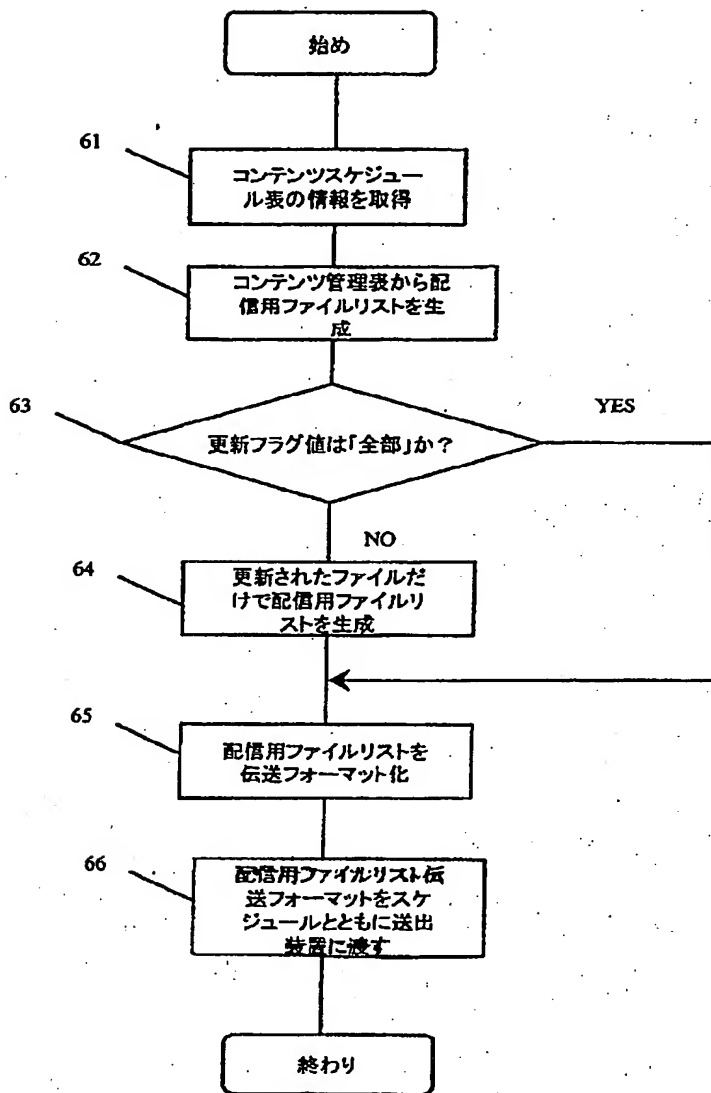 始め
61
コンテンツスケジュー
ル表の情報を取得
62
コンテンツ管理表から配
信用ファイルリストを生
成
63
更新フラグ値は「全部」か？
YES
NO
64
更新されたファイルだ
けで配信用ファイルリ
ストを生成
65
配信用ファイルリストを
伝送フォーマット化
66
配信用ファイルリスト伝
送フォーマットをスケ
ジュールとともに送出
装置に渡す
終わり